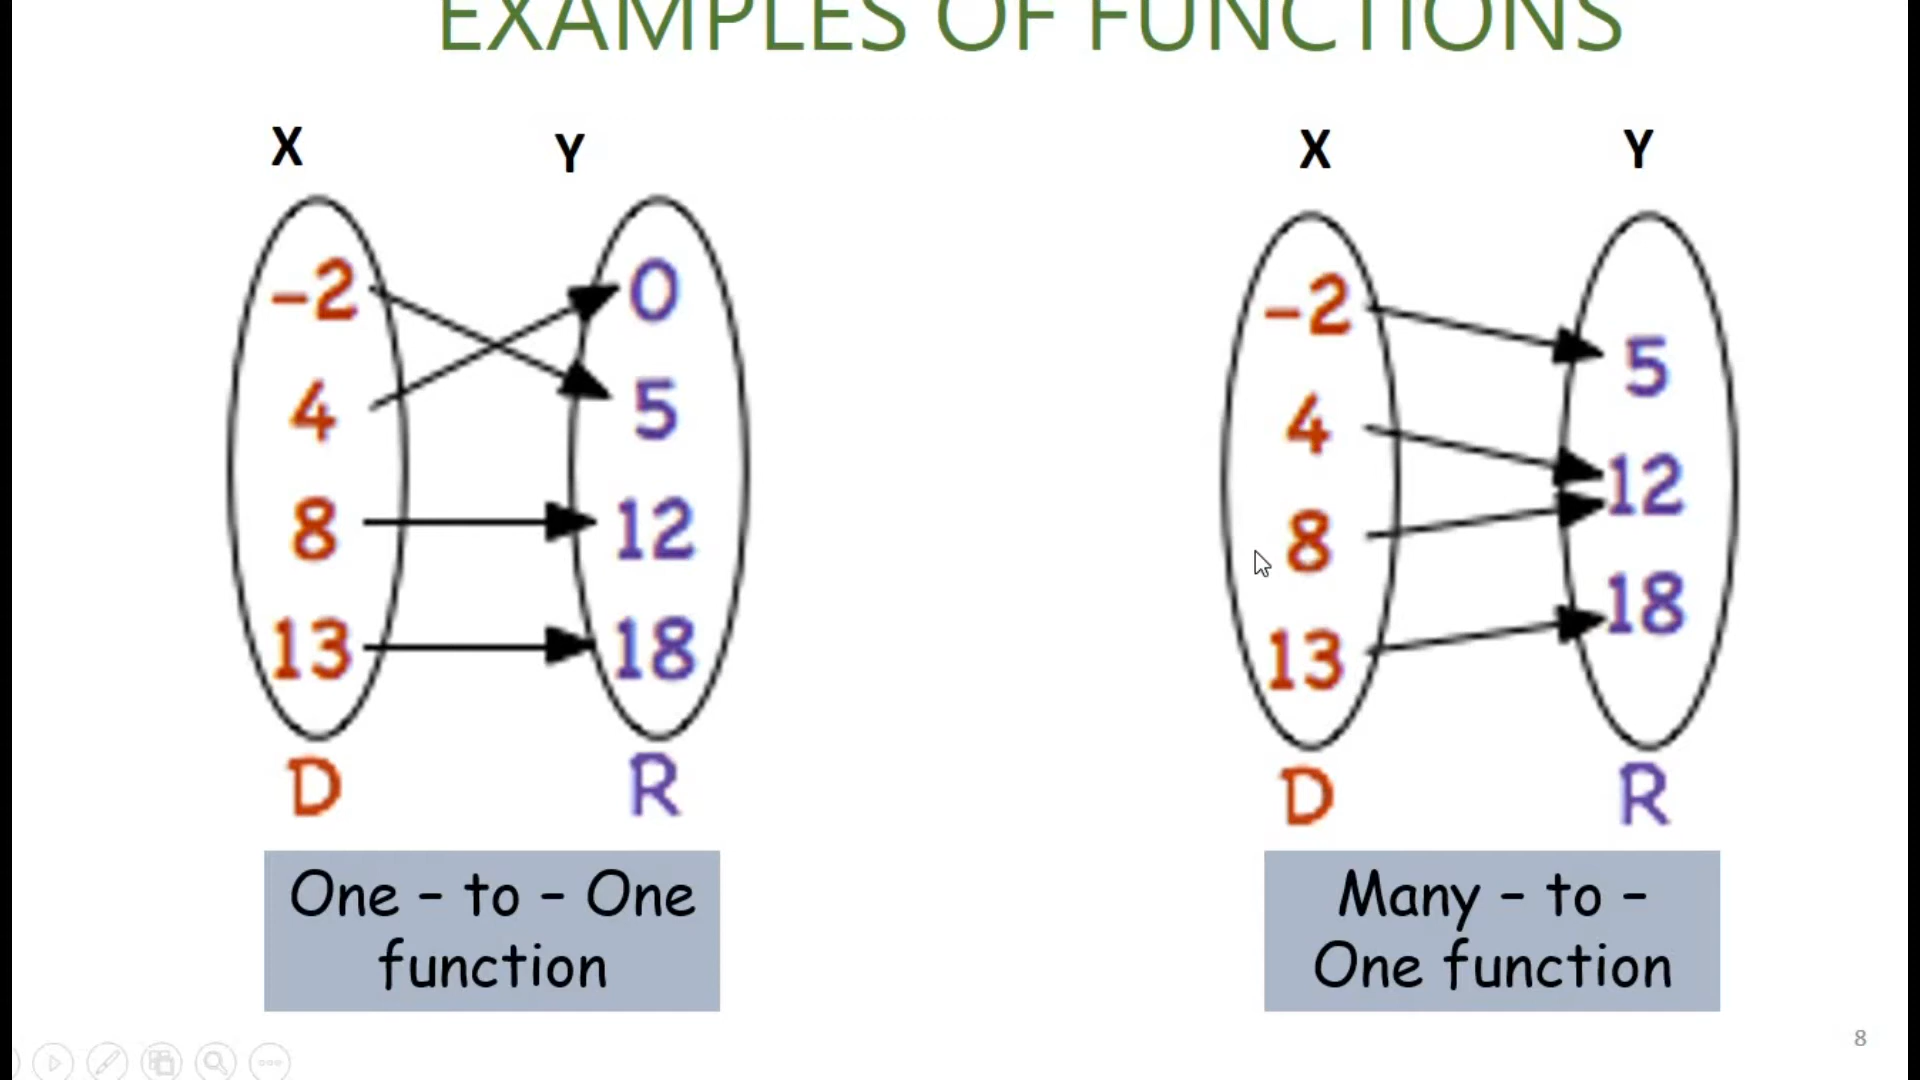 EXAMPLES OF FUNCTIONS
X Y
-2 0
4 5
8 12
13 18
D R
One – to – One
function
X Y
-2 5
4 12
8 18
13
D R
Many – to –
One function
8